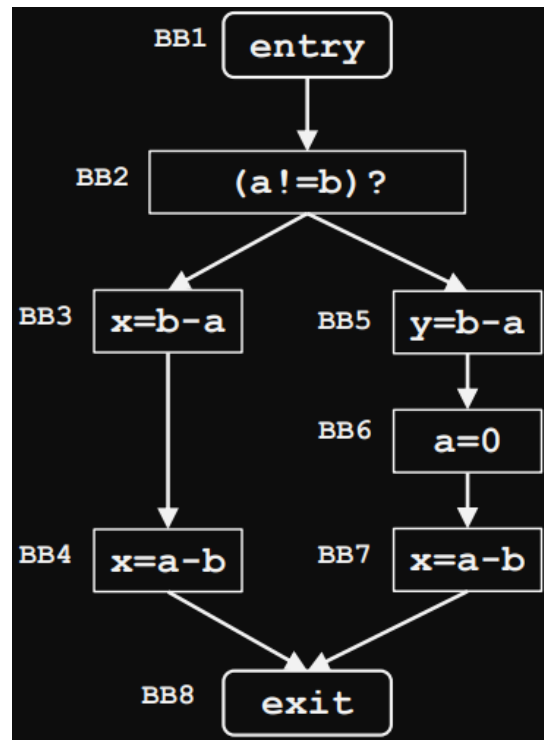 BB1 entry
BB2 (a!=b)?
BB3 x=b-a
BB5 y=b-a
BB6 a=0
BB4 x=a-b
BB7 x=a-b
BB8 exit